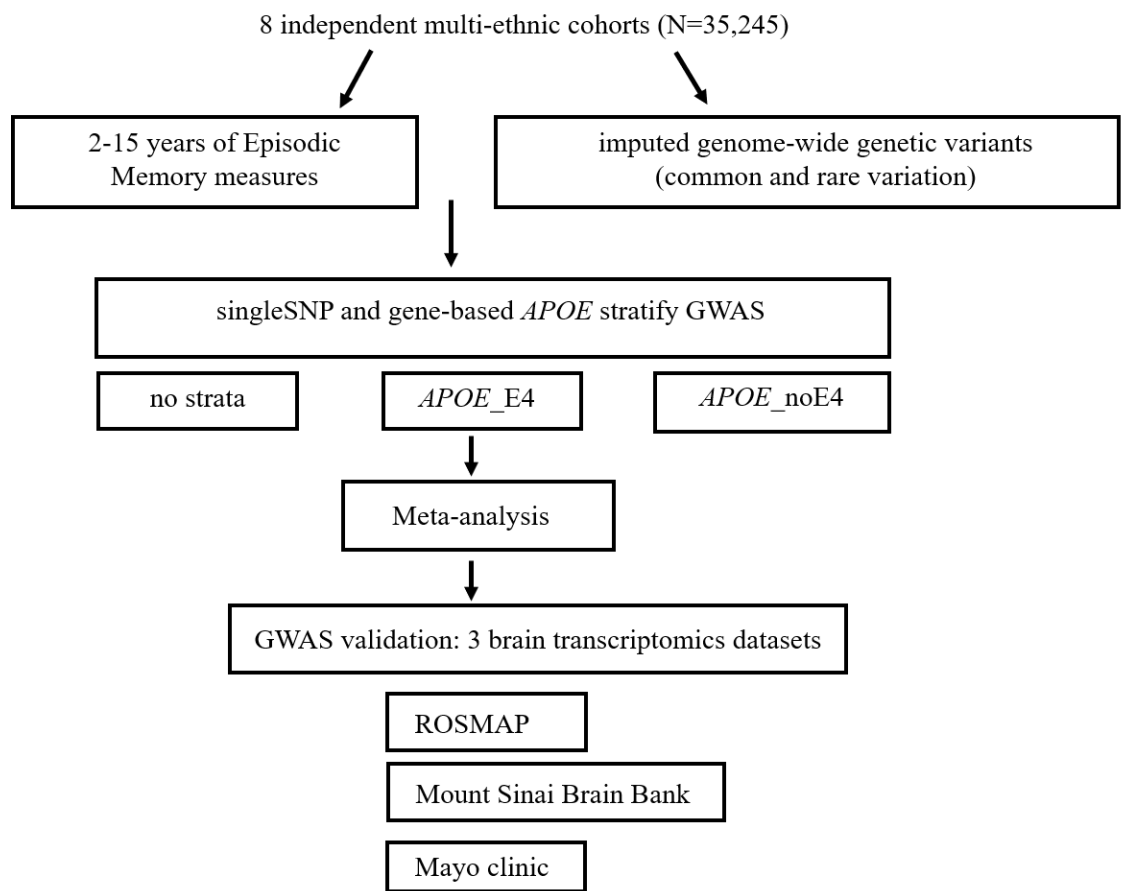 8 independent multi-ethnic cohorts (N=35,245)
2-15 years of Episodic
Memory measures
imputed genome-wide genetic variants
(common and rare variation)
singleSNP and gene-based APOE stratify GWAS
no strata
APOE_E4
APOE_noE4
Meta-analysis
GWAS validation: 3 brain transcriptomics datasets
ROSMAP
Mount Sinai Brain Bank
Mayo clinic